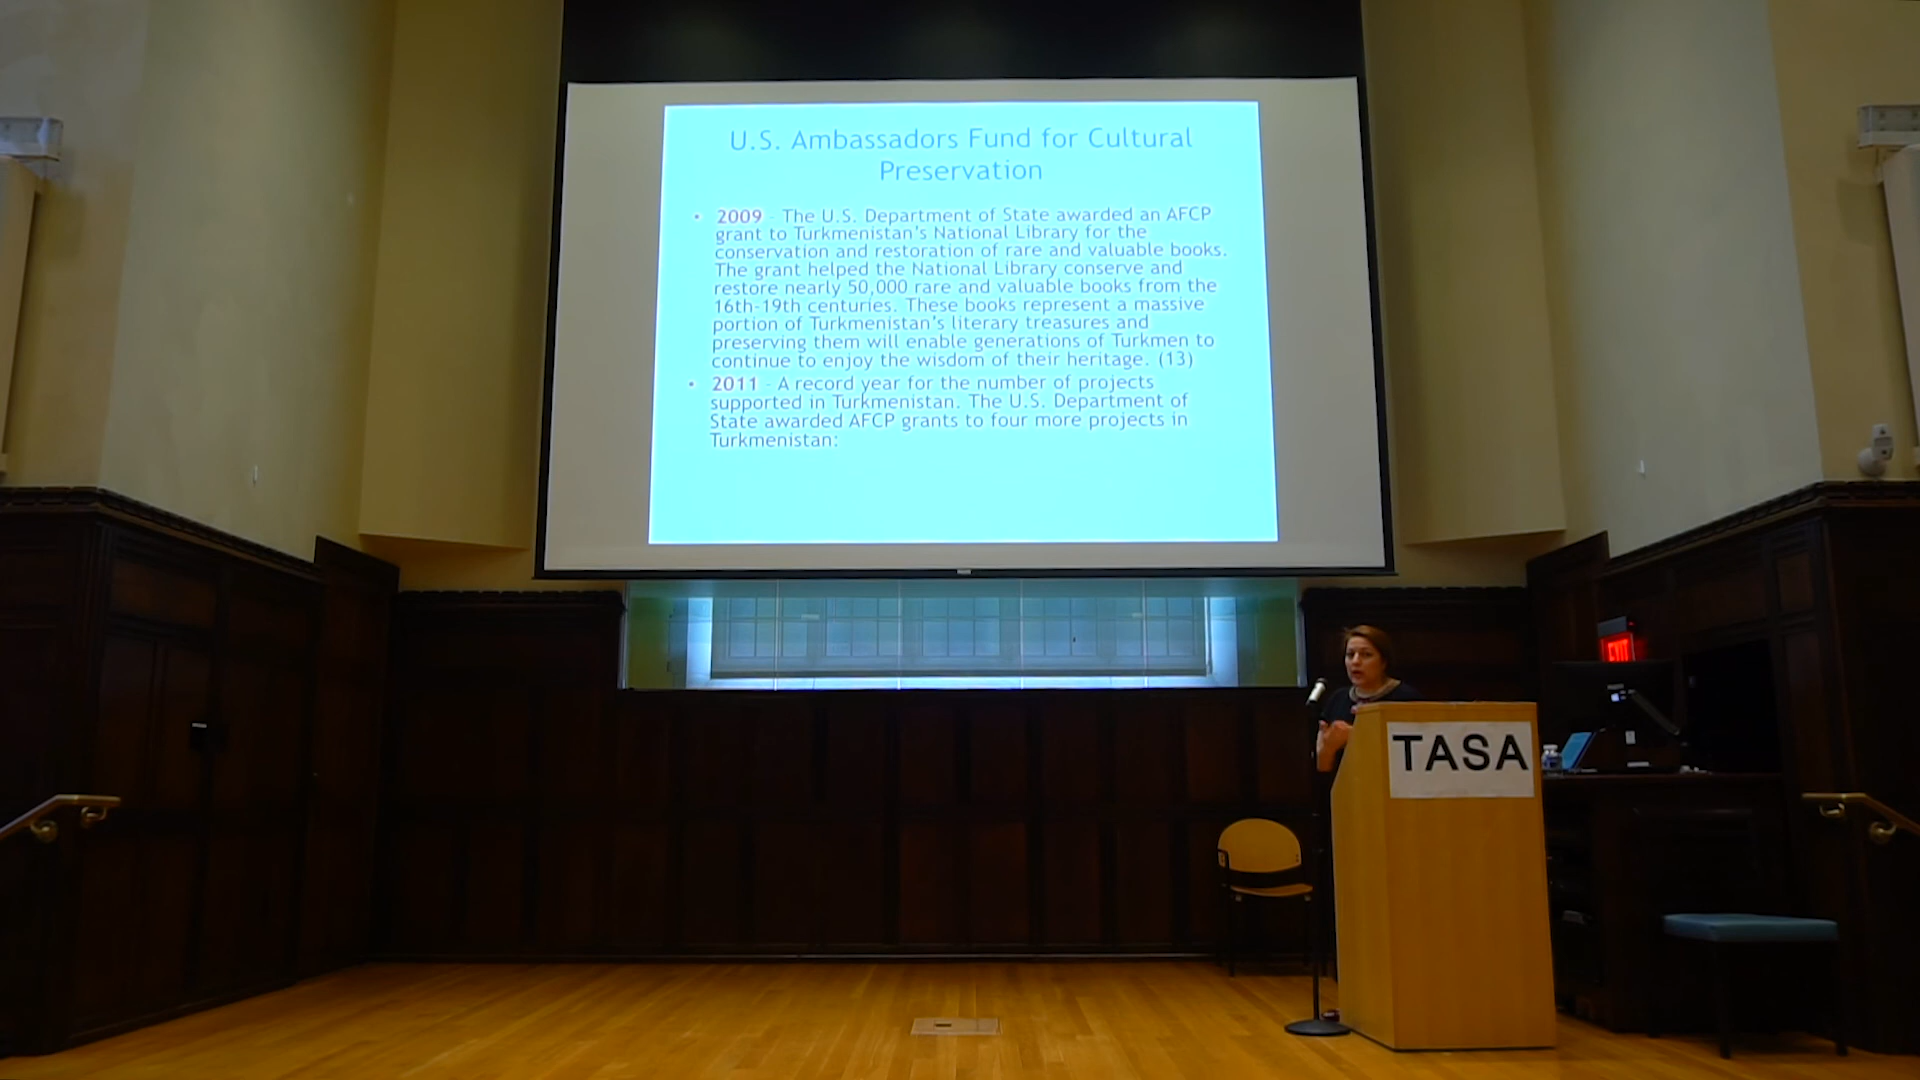 U.S. Ambassadors Fund for Cultural
Preservation
• 2009 - The U.S. Department of State awarded an AFCP
grant to Turkmenistan's National Library for the
conservation and restoration of rare and valuable books.
The grant helped the National Library conserve and
restore nearly 50,000 rare and valuable books from the
16th-19th centuries. These books represent a massive
portion of Turkmenistan's literary treasures and
preserving them will enable generations of Turkmen to
continue to enjoy the wisdom of their heritage. (13)
• 2011 - A record year for the number of projects
supported in Turkmenistan. The U.S. Department of
State awarded AFCP grants to four more projects in
Turkmenistan:
EXIT
TASA